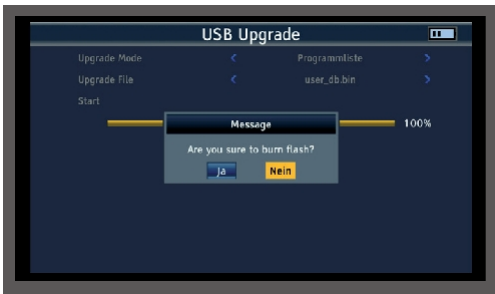 USB Upgrade
Upgrade Mode < Programmliste >
Upgrade File < user_db.bin >
Start
100%
Message
Are you sure to burn flash?
Ja Nein